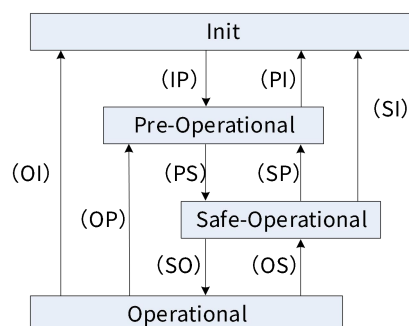 Init
（IP）
（PI）
（SI）
Pre-Operational
（OI）
（PS）
（SP）
（OP）
Safe-Operational
（SO）
（OS）
Operational